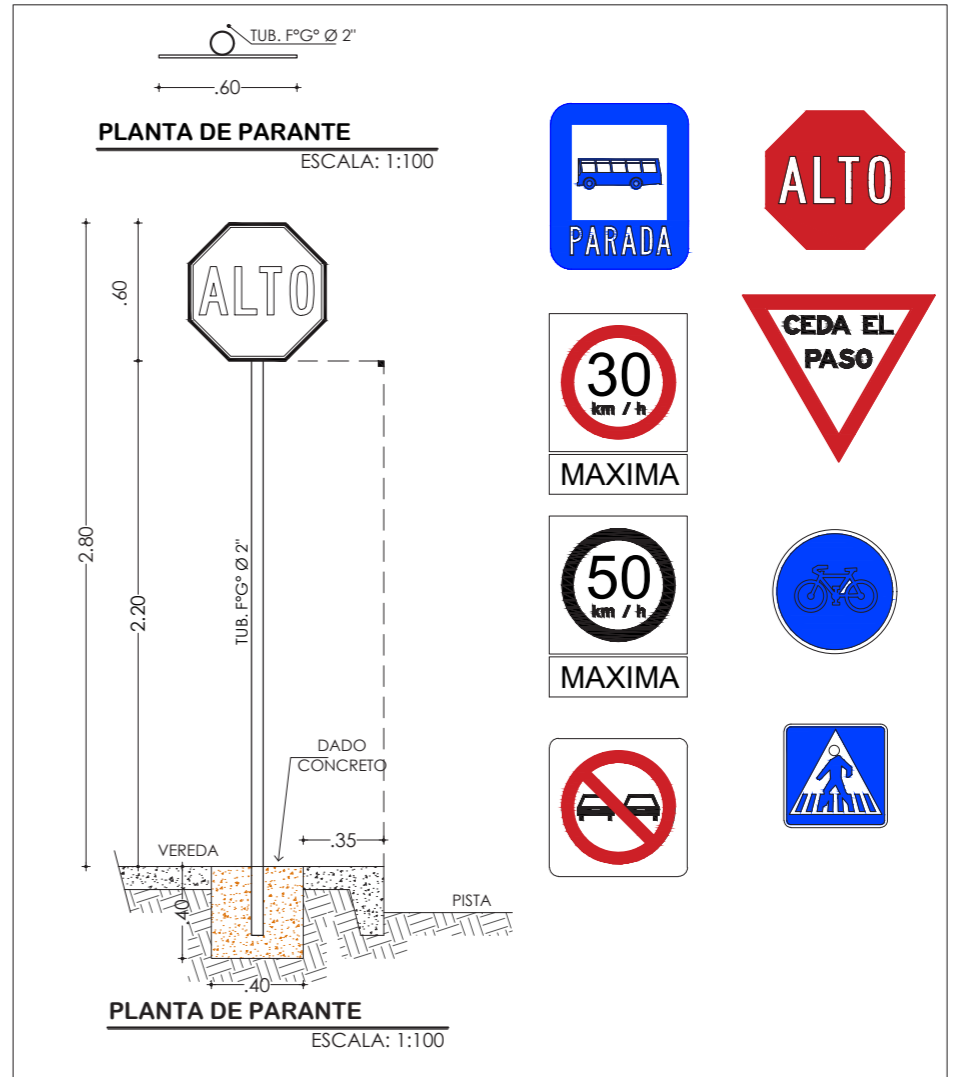 TUB. FºGº Ø 2"
.60
PLANTA DE PARANTE
ESCALA: 1:100
ALTO
.60
2.80
2.20
TUB. FºGº Ø 2"
DADO
CONCRETO
.35
VEREDA
PISTA
.40
.40
PLANTA DE PARANTE
ESCALA: 1:100
PARADA
ALTO
30
km / h
MAXIMA
CEDA EL
PASO
50
km / h
MAXIMA